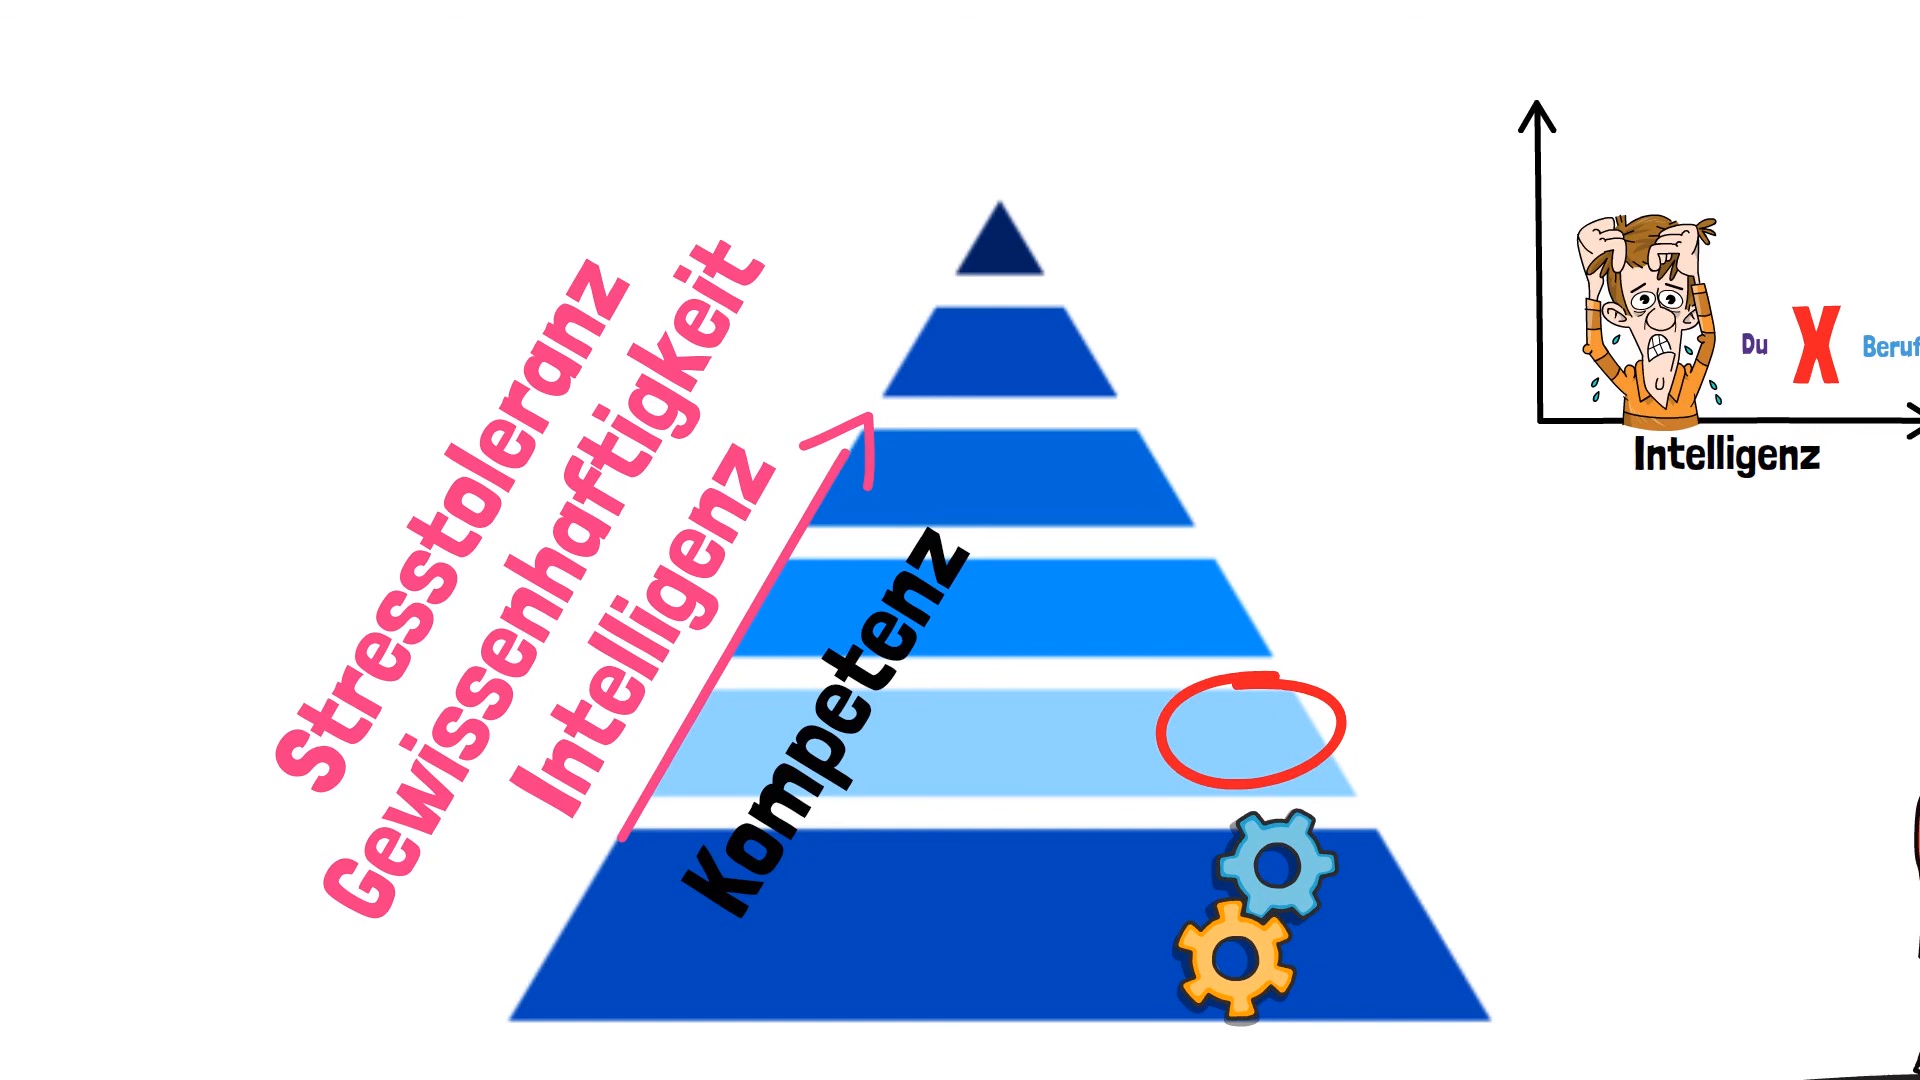 Stresstoleranz
Gewissenhaftigkeit
Intelligenz
Kompetenz
Du X Beruf
Intelligenz